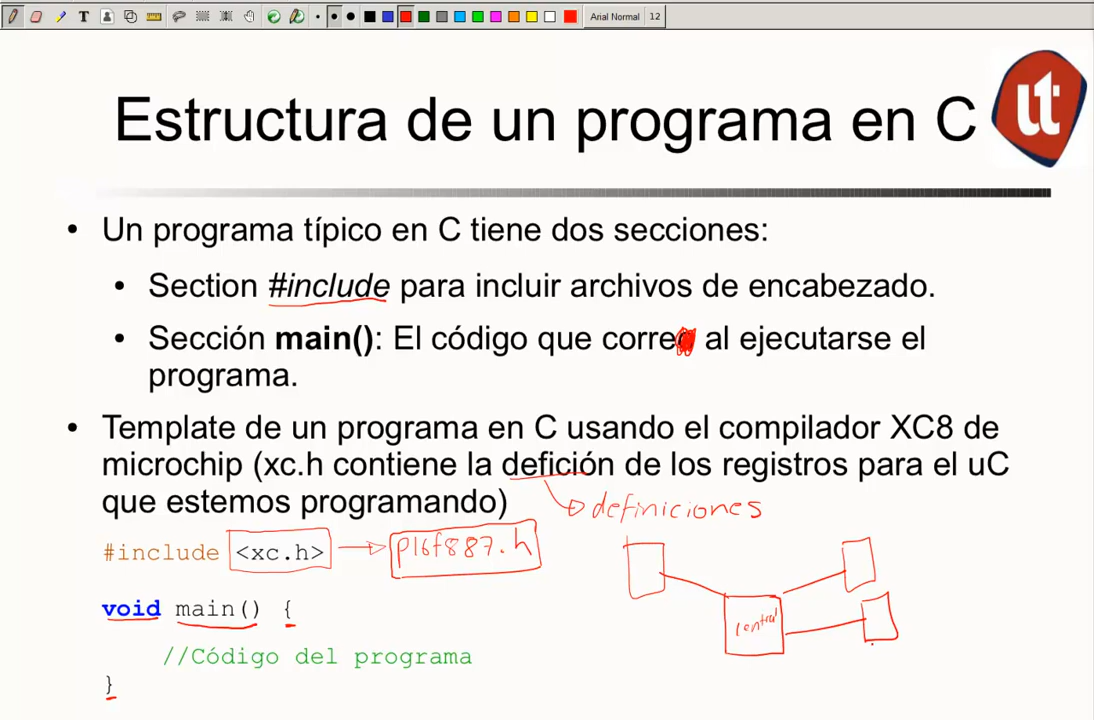 Arial Normal 12
Estructura de un programa en C
ut
• Un programa típico en C tiene dos secciones:
• Section #include para incluir archivos de encabezado.
• Sección main(): El código que corre al ejecutarse el
programa.
• Template de un programa en C usando el compilador XC8 de
microchip (xc.h contiene la defición de los registros para el uC
que estemos programando)
definiciones
#include <xc.h> p16f887.h
control
void main() {
//Código del programa
}